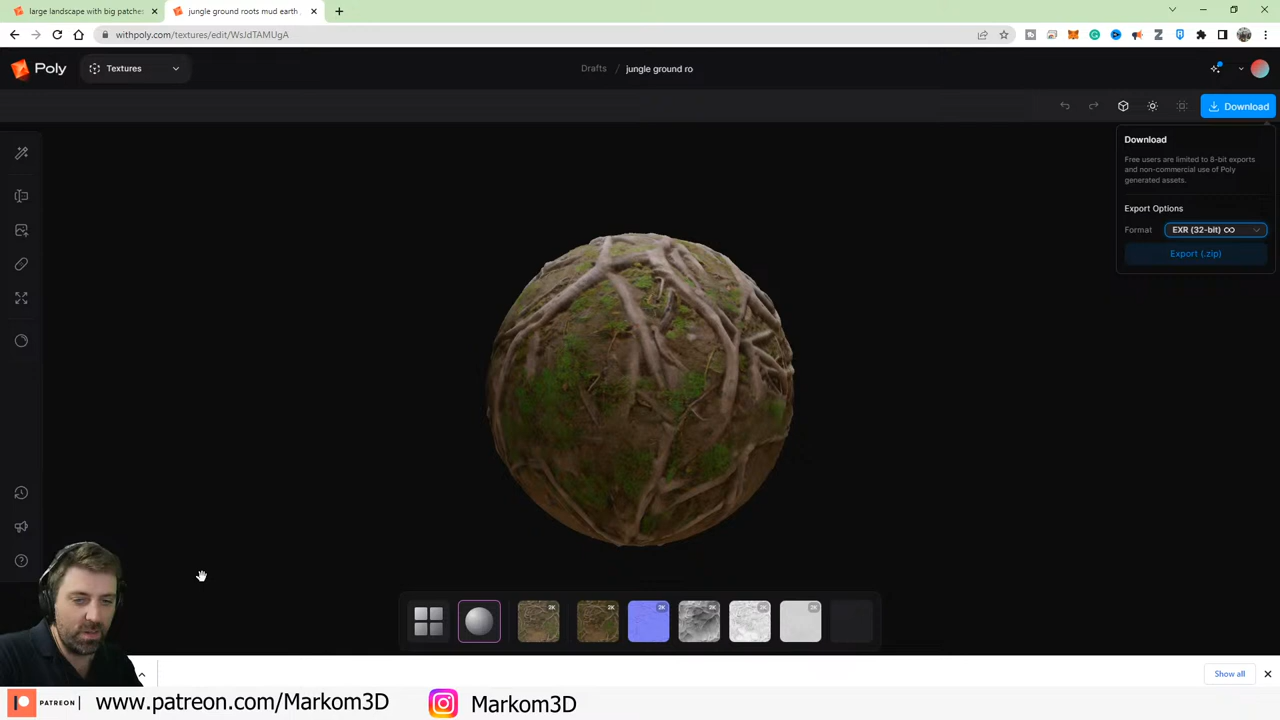 large landscape with big patches
jungle ground roots mud earth
withpoly.com/textures/edit/WsJdTAMUgA
Poly
Textures
Drafts / jungle ground ro
Download
Download
Free users are limited to 8-bit exports
and non-commercial use of Poly
generated assets.
Export Options
Format EXR (32-bit)
Export (.zip)
2K 2K 2K 2K 2K 2K
Show all
PATREON
www.patreon.com/Markom3D
Markom3D